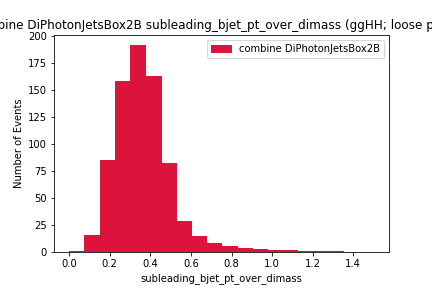 bine DiPhotonJetsBox2B subleading_bjet_pt_over_dimass (ggHH; loose p
200
175
150
125
100
75
50
25
0
Number of Events
combine DiPhotonJetsBox2B
0.0 0.2 0.4 0.6 0.8 1.0 1.2 1.4
subleading_bjet_pt_over_dimass